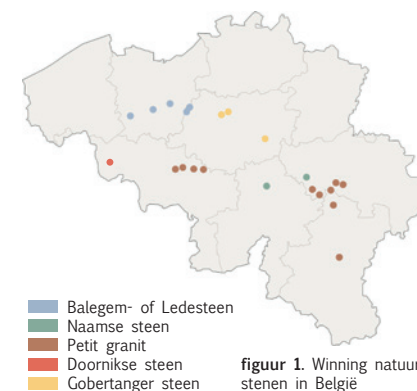 Balegem- of Ledesteen
Naamse steen
Petit granit
Doornikse steen
Gobertanger steen
figuur 1. Winning natuur
stenen in België